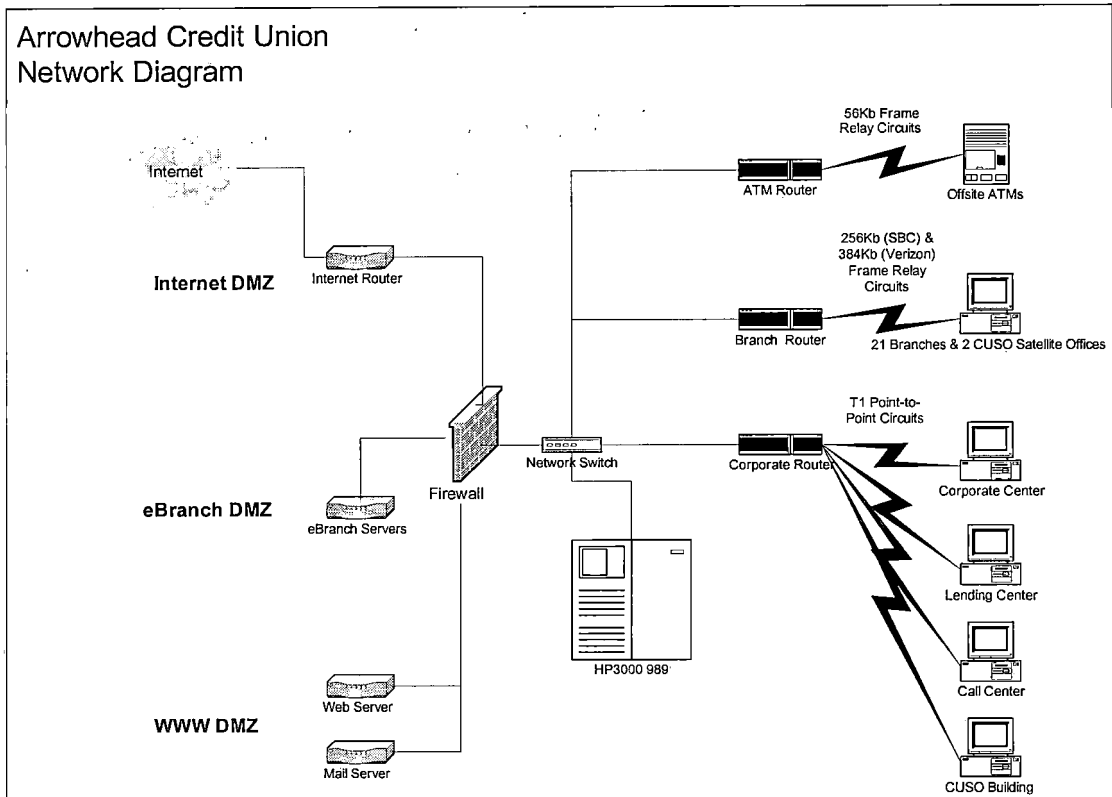 Arrowhead Credit Union
Network Diagram
Internet
Internet DMZ
Internet Router
eBranch DMZ
eBranch Servers
Firewall
WWW DMZ
Web Server
Mail Server
Network Switch
HP3000 989
56Kb Frame
Relay Circuits
ATM Router
Offsite ATMs
256Kb (SBC) &
384Kb (Verizon)
Frame Relay
Circuits
Branch Router
21 Branches & 2 CUSO Satellite Offices
T1 Point-to-
Point Circuits
Corporate Router
Corporate Center
Lending Center
Call Center
CUSO Building